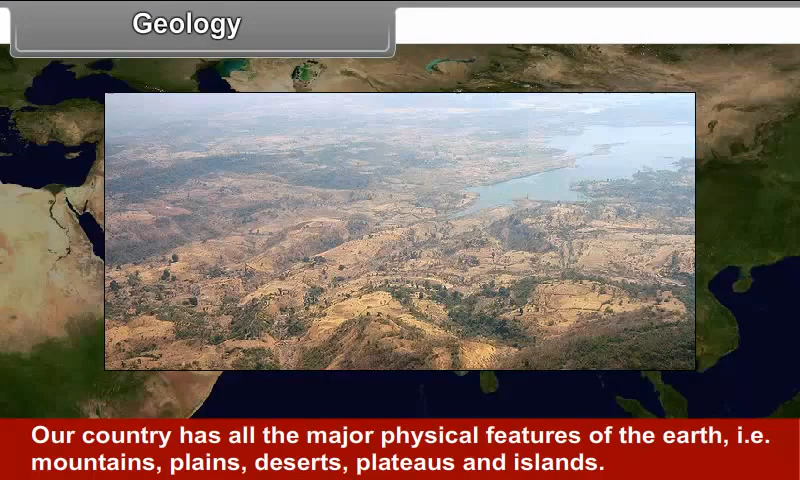 Geology
Our country has all the major physical features of the earth, i.e.
mountains, plains, deserts, plateaus and islands.